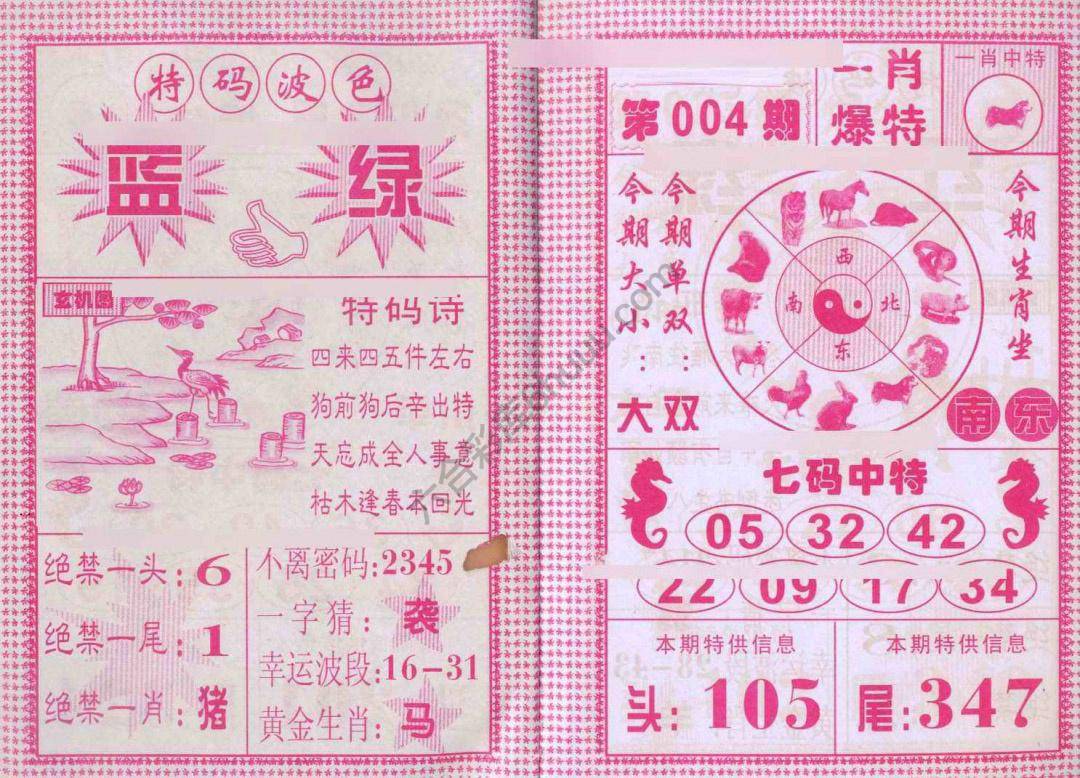 特码波色
蓝 绿
玄机图
特码诗
四来四五件左右
狗前狗后辛出特
天忘成全人事意
枯木逢春本回光
绝禁一头:6
绝禁一尾:1
绝禁一肖:猪
不离密码:2345
一字猜:袭
幸运波段:16-31
黄金生肖:马
第004期
一肖
爆特
一肖中特
今期大小:大
今期单双:双
西
南 北
东
今期生肖坐
南 东
七码中特
05 32 42
22 09 17 34
本期特供信息
头:105
本期特供信息
尾:347